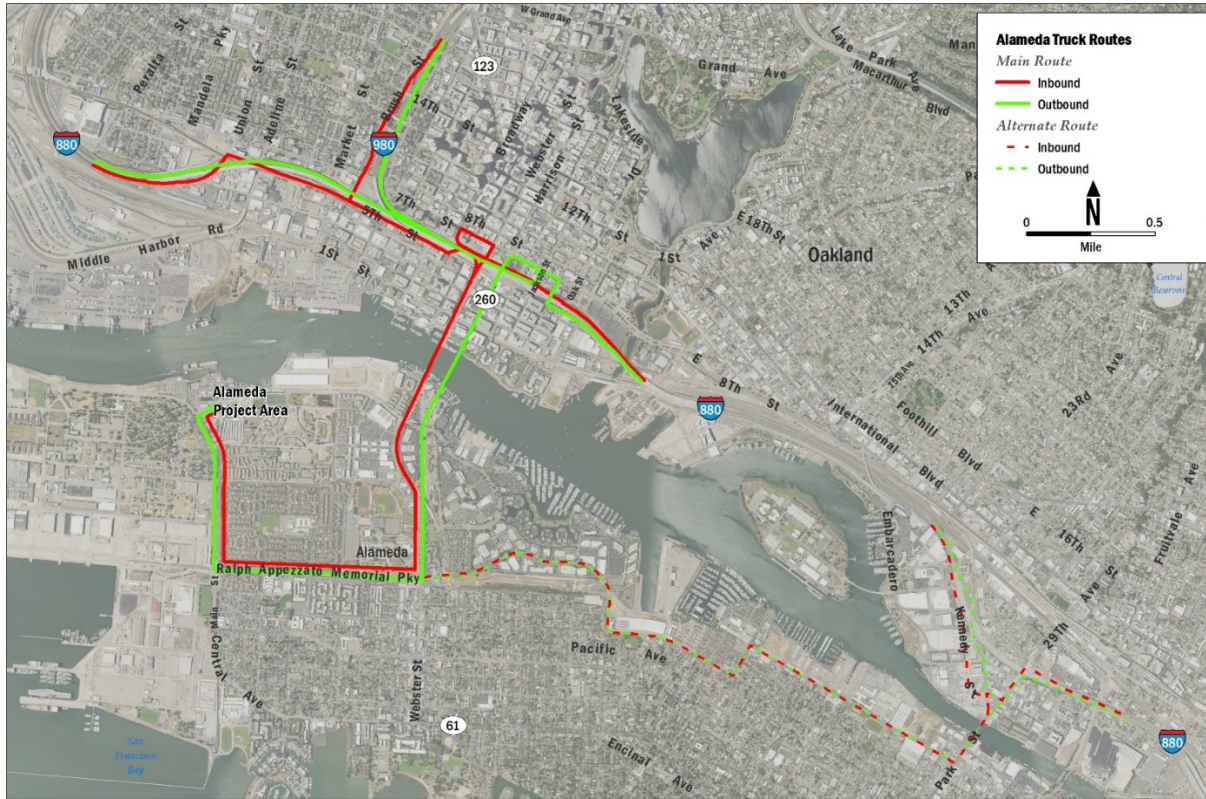 W Grand Ave
Alameda Truck Routes
Main Route
Inbound
Outbound
Alternate Route
Inbound
Outbound
N
0
0.5
Mile
Peralta St
Mandela Pky
Union St
Adeline St
Market St
Brush St
14Th St
123
Broadway
Webster St
Harrison St
Lakeside Dr
Grand Ave
Lake Park Ave
Macarthur Blvd
880
980
7Th St
8Th St
5Th St
12Th St
1St St
Middle Harbor Rd
E 18Th St
1St Ave
Oakland
Central
Reservoir
Jackson St
Oak St
260
13Th Ave
14Th Ave
15Th Ave
23Rd Ave
E 8Th St
International Blvd
Foothill Blvd
880
Alameda
Project Area
Embarcadero
E 16Th St
Fruitvale Ave
29Th Ave
Kennedy St
Alameda
Ralph Appezzato Memorial Pky
Main St
Central Ave
Webster St
Pacific Ave
61
Encinal Ave
Park St
880
San
Francisco
Bay